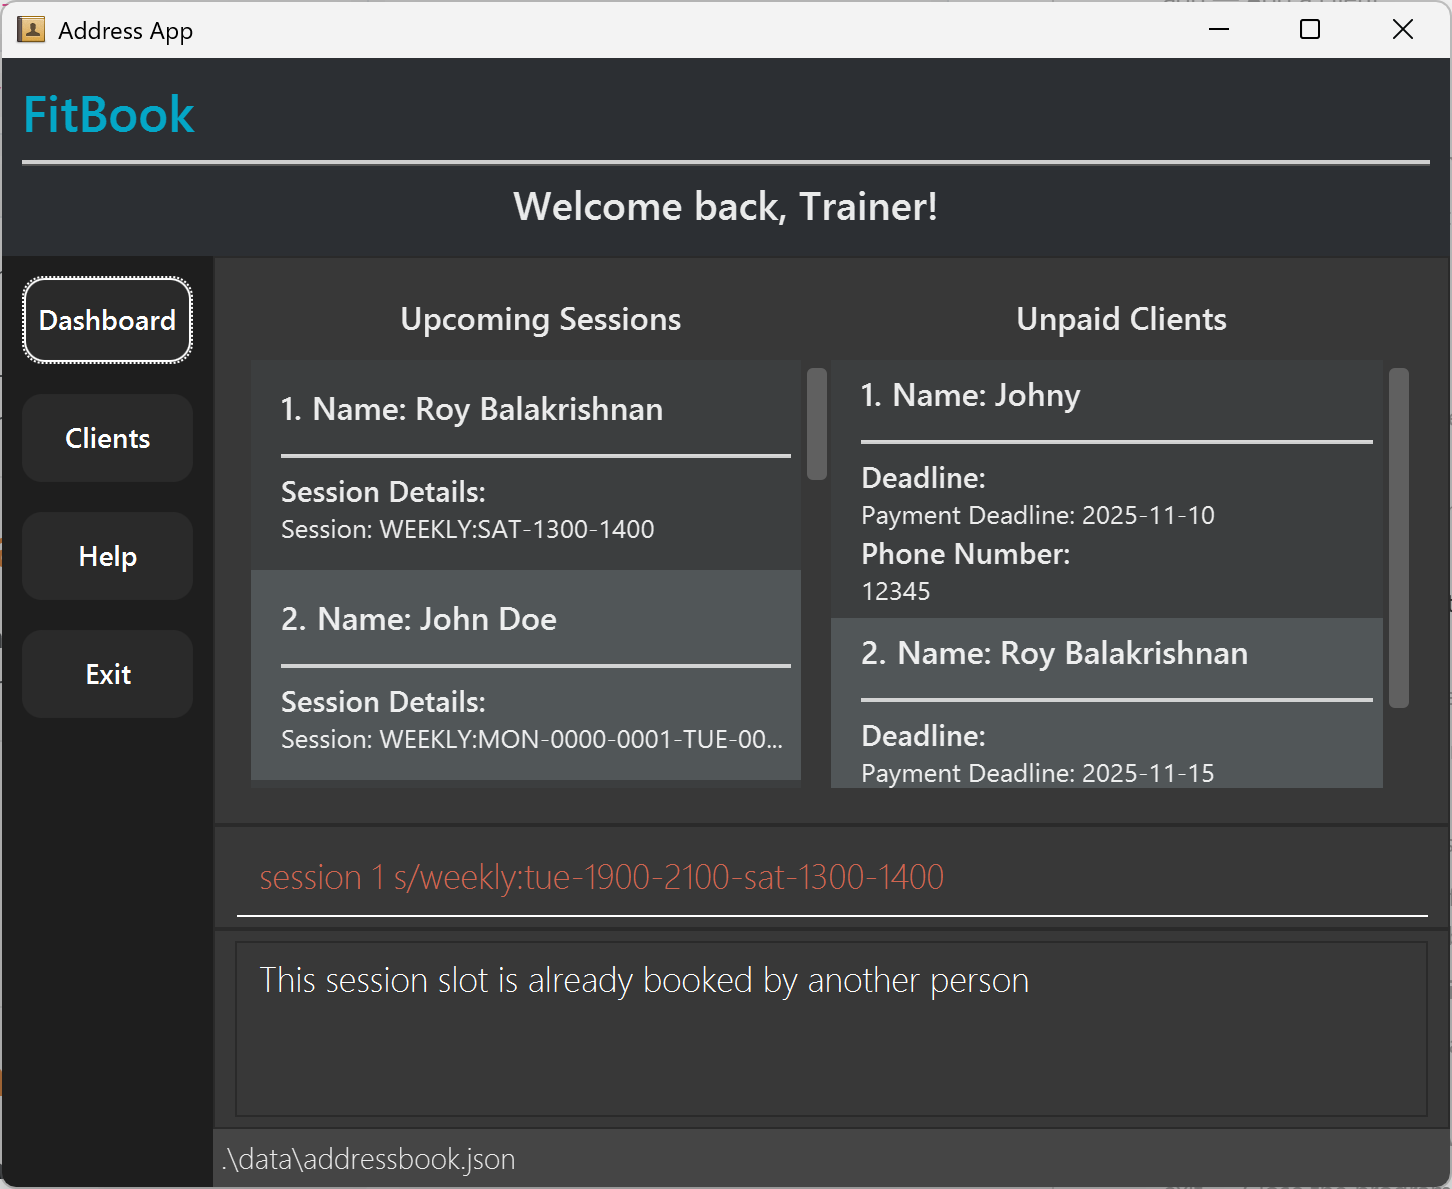 Address App
FitBook
Welcome back, Trainer!
Dashboard
Clients
Help
Exit
Upcoming Sessions
1. Name: Roy Balakrishnan
Session Details:
Session: WEEKLY:SAT-1300-1400
2. Name: John Doe
Session Details:
Session: WEEKLY:MON-0000-0001-TUE-00...
Unpaid Clients
1. Name: Johny
Deadline:
Payment Deadline: 2025-11-10
Phone Number:
12345
2. Name: Roy Balakrishnan
Deadline:
Payment Deadline: 2025-11-15
session 1 s/weekly:tue-1900-2100-sat-1300-1400
This session slot is already booked by another person
.\data\addressbook.json